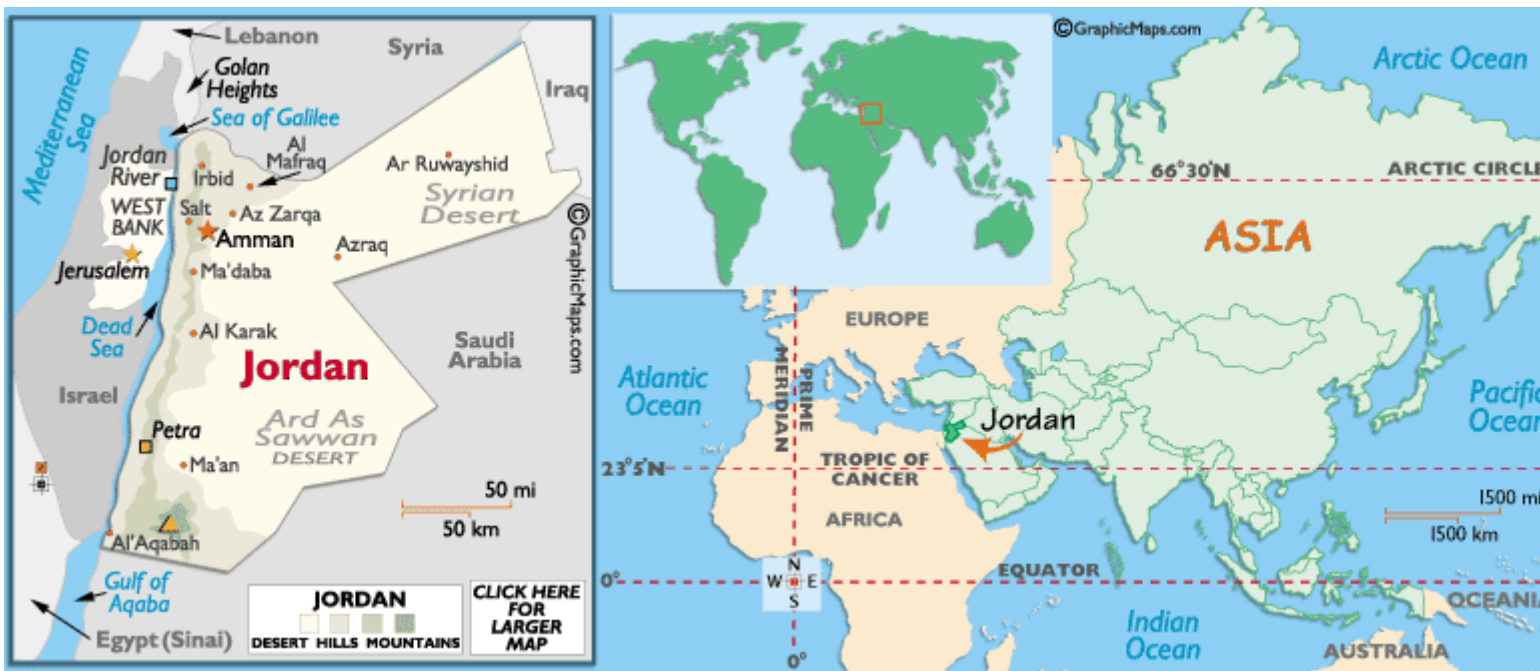 Lebanon
Syria
Golan
Heights
Iraq
Mediterranean
Sea
Sea of Galilee
Jordan
River
Al
Mafraq
Irbid
Ar Ruwayshid
Syrian
Desert
WEST
BANK
Salt
Az Zarqa
Amman
Azraq
©GraphicMaps.com
Jerusalem
Ma'daba
Dead
Sea
Al Karak
Saudi
Arabia
Jordan
Israel
Ard As
Sawwan
DESERT
Petra
Ma'an
50 mi
50 km
Al'Aqabah
Gulf of
Aqaba
Egypt (Sinai)
JORDAN
DESERT HILLS MOUNTAINS
CLICK HERE
FOR
LARGER
MAP
©GraphicMaps.com
Arctic Ocean
66°30'N
ARCTIC CIRCLE
ASIA
EUROPE
Atlantic
Ocean
MERIDIAN
PRIME
Pacific
Ocean
Jordan
23°5'N
TROPIC OF
CANCER
AFRICA
1500 mi
1500 km
N
W E
S
0°
EQUATOR
OCEANIA
Indian
Ocean
AUSTRALIA
0°